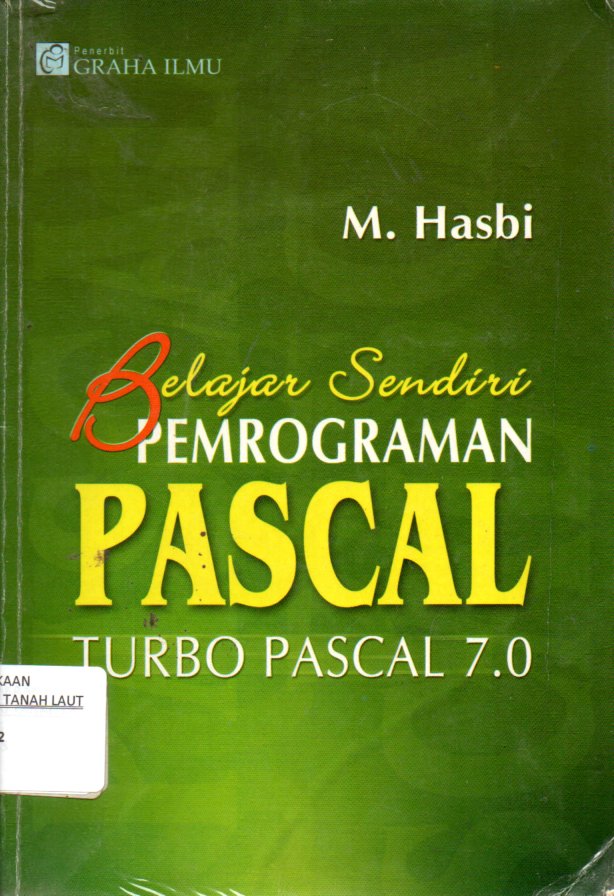 Penerbit
GRAHA ILMU
M. Hasbi
Belajar Sendiri
PEMROGRAMAN
PASCAL
TURBO PASCAL 7.0
KAAN
TANAH LAUT
2